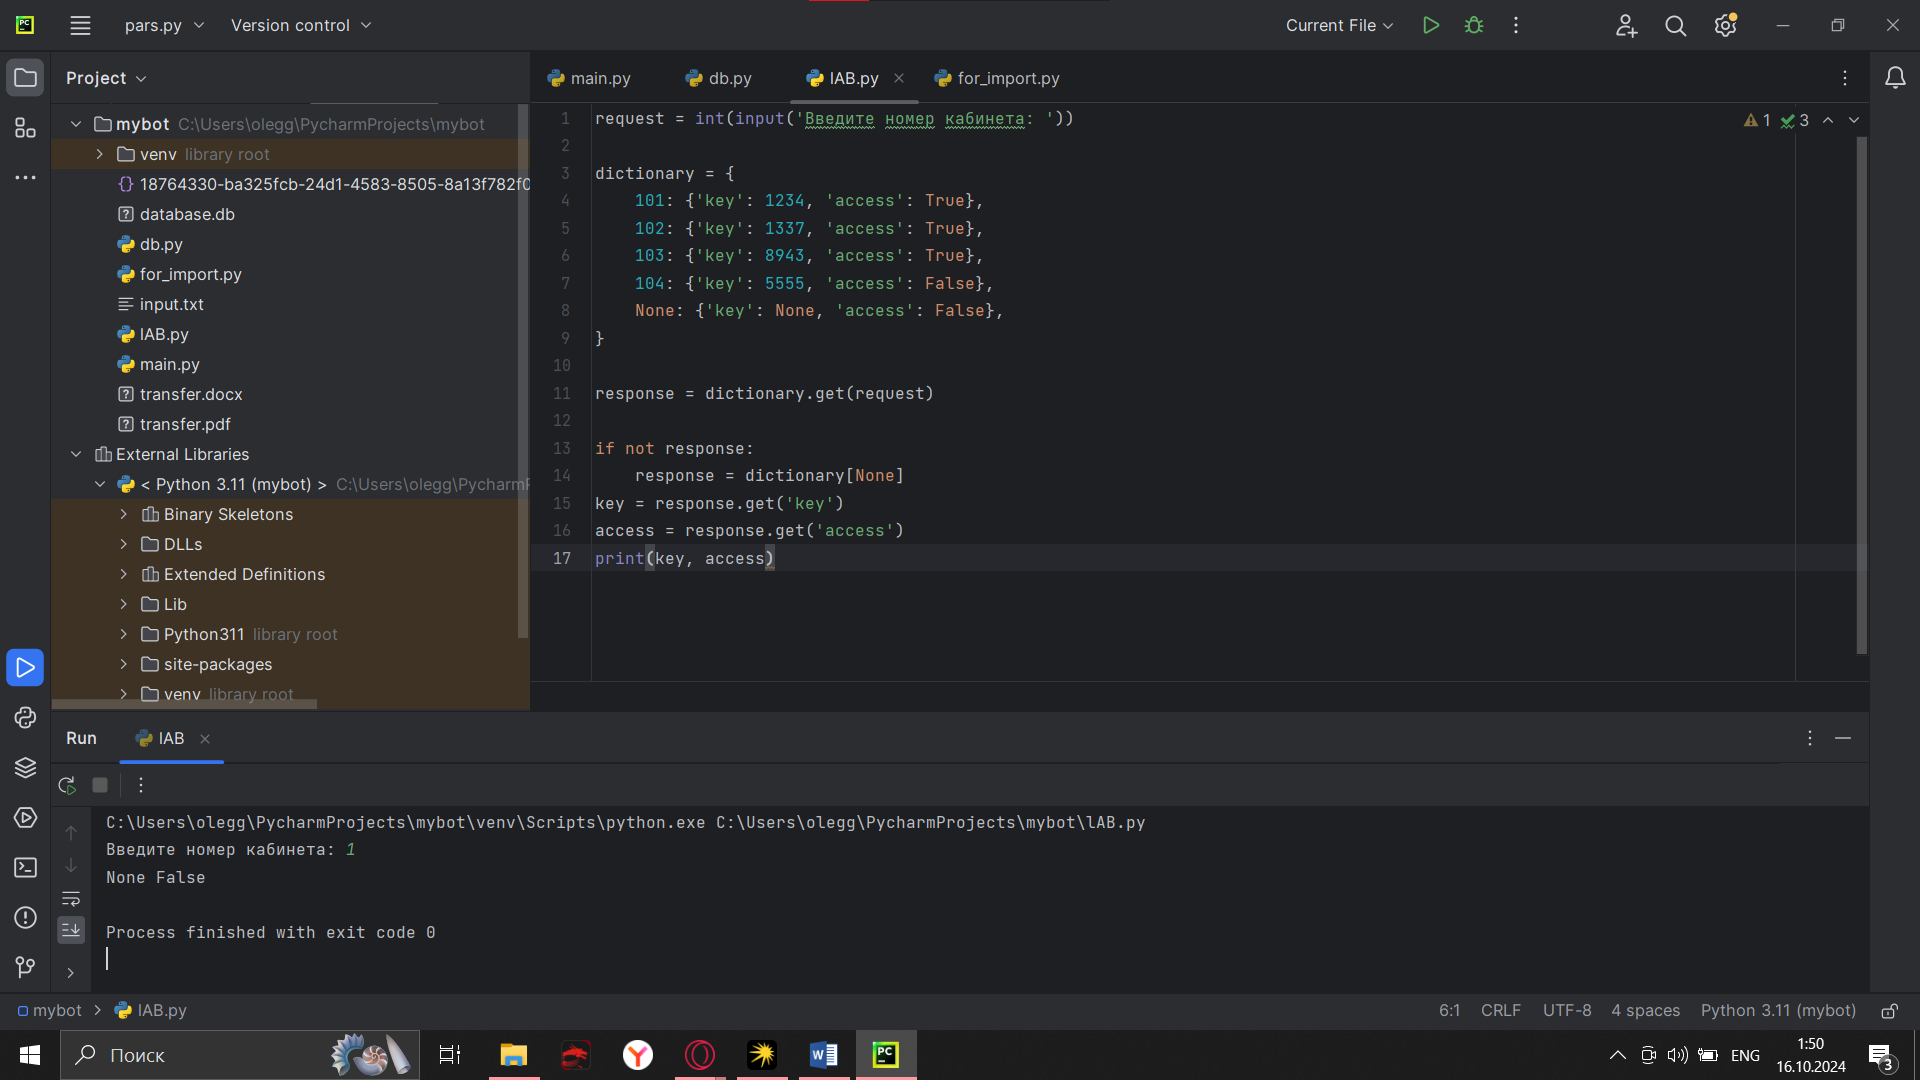 pars.py
Version control
Current File
Project
main.py
db.py
lAB.py
for_import.py
mybot C:\Users\olegg\PycharmProjects\mybot
venv library root
18764330-ba325fcb-24d1-4583-8505-8a13f782f0
database.db
db.py
for_import.py
input.txt
lAB.py
main.py
transfer.docx
transfer.pdf
External Libraries
< Python 3.11 (mybot) > C:\Users\olegg\PycharmP
Binary Skeletons
DLLs
Extended Definitions
Lib
Python311 library root
site-packages
venv library root
1 request = int(input('Введите номер кабинета: '))
2
3 dictionary = {
4     101: {'key': 1234, 'access': True},
5     102: {'key': 1337, 'access': True},
6     103: {'key': 8943, 'access': True},
7     104: {'key': 5555, 'access': False},
8     None: {'key': None, 'access': False},
9 }
10
11 response = dictionary.get(request)
12
13 if not response:
14     response = dictionary[None]
15 key = response.get('key')
16 access = response.get('access')
17 print(key, access)
1 3
Run
lAB
C:\Users\olegg\PycharmProjects\mybot\venv\Scripts\python.exe C:\Users\olegg\PycharmProjects\mybot\lAB.py
Введите номер кабинета: 1
None False
Process finished with exit code 0
mybot > lAB.py
6:1 CRLF UTF-8 4 spaces Python 3.11 (mybot)
Поиск
ENG
1:50
16.10.2024
3